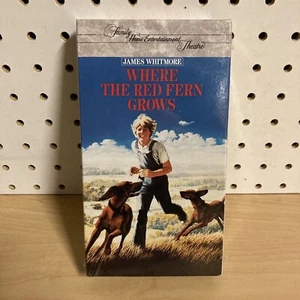 Family
Home Entertainment
Theatre
JAMES WHITMORE
WHERE
THE RED FERN
GROWS